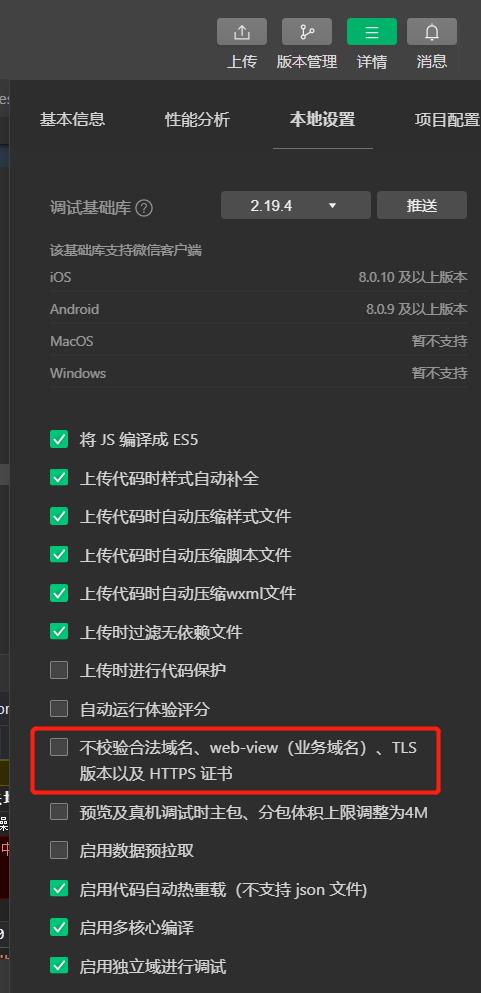 上传 版本管理 详情 消息
基本信息 性能分析 本地设置 项目配置
调试基础库 ? 2.19.4 推送
该基础库支持微信客户端
iOS 8.0.10 及以上版本
Android 8.0.9 及以上版本
MacOS 暂不支持
Windows 暂不支持
将 JS 编译成 ES5
上传代码时样式自动补全
上传代码时自动压缩样式文件
上传代码时自动压缩脚本文件
上传代码时自动压缩wxml文件
上传时过滤无依赖文件
上传时进行代码保护
自动运行体验评分
不校验合法域名、web-view（业务域名）、TLS
版本以及 HTTPS 证书
预览及真机调试时主包、分包体积上限调整为4M
启用数据预拉取
启用代码自动热重载（不支持 json 文件)
启用多核心编译
启用独立域进行调试